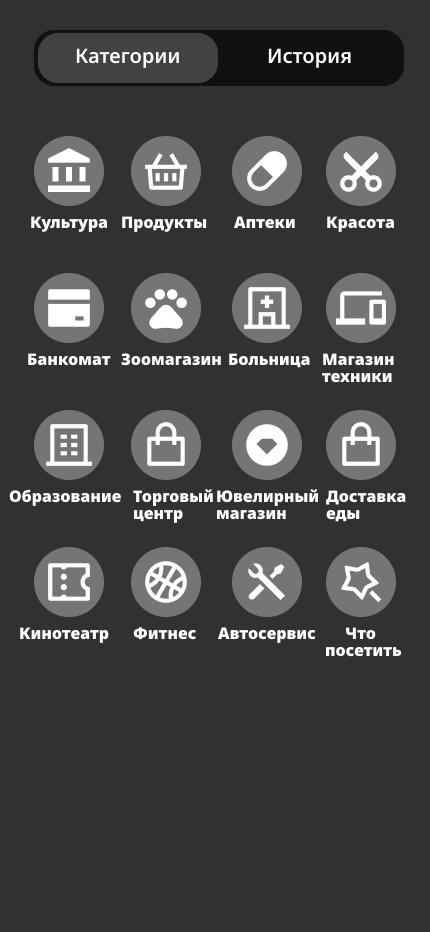 Категории
История
Культура
Продукты
Аптеки
Красота
Банкомат
Зоомагазин
Больница
Магазин
техники
Образование
Торговый
центр
Ювелирный
магазин
Доставка
еды
Кинотеатр
Фитнес
Автосервис
Что
посетить